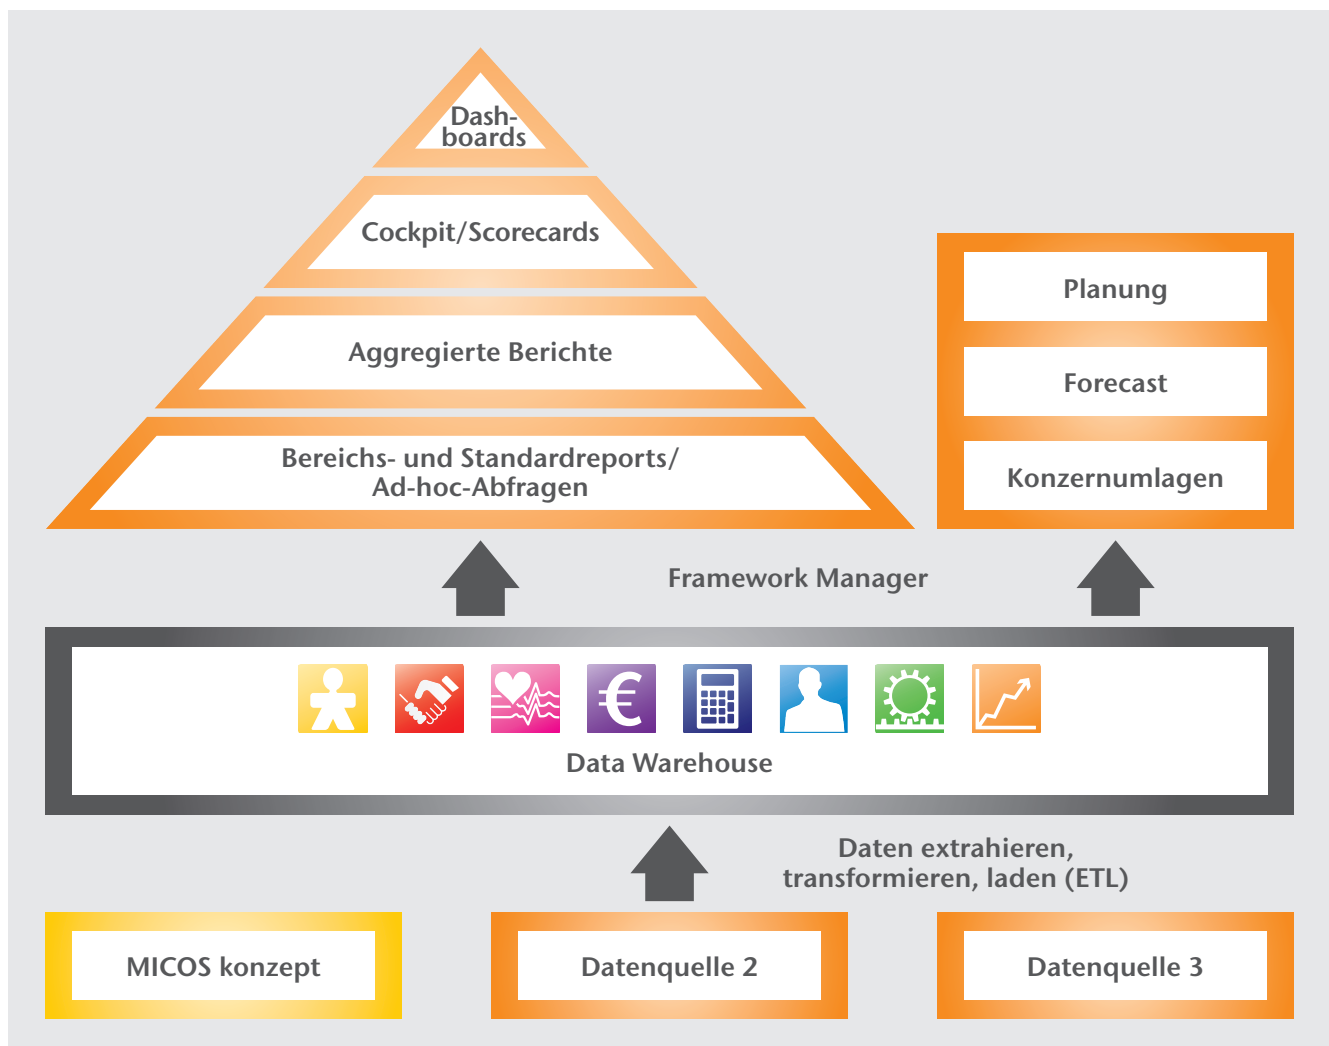 Dash-
boards
Cockpit/Scorecards
Aggregierte Berichte
Bereichs- und Standardreports/
Ad-hoc-Abfragen
Planung
Forecast
Konzernumlagen
Framework Manager
€
Data Warehouse
Daten extrahieren,
transformieren, laden (ETL)
MICOS konzept
Datenquelle 2
Datenquelle 3